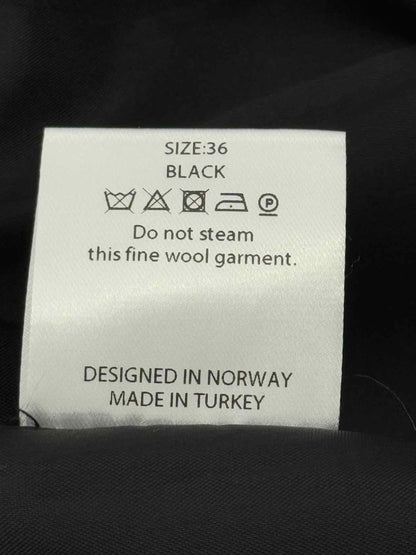 SIZE:36
BLACK
P
Do not steam
this fine wool garment.
DESIGNED IN NORWAY
MADE IN TURKEY